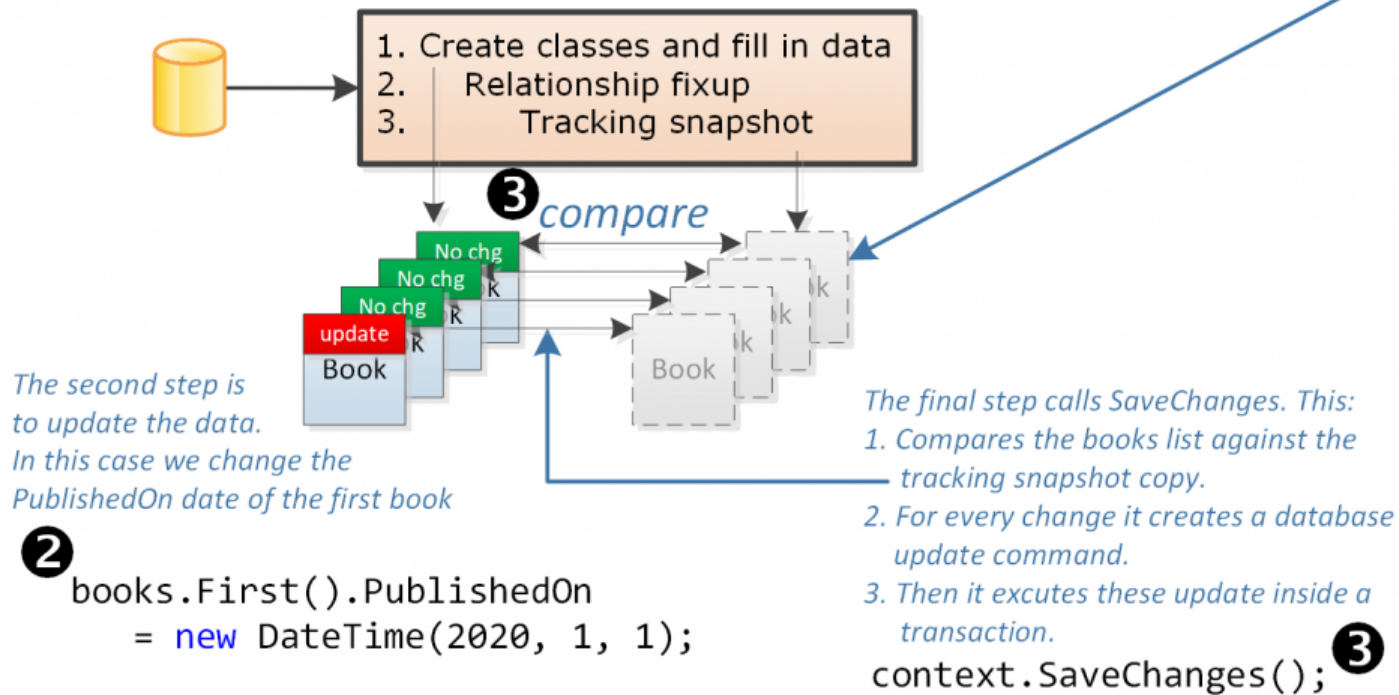 1. Create classes and fill in data
2. Relationship fixup
3. Tracking snapshot
3
compare
No chg
No chg
No chg
update
Book
k
k
k
Book
k
k
k
The second step is
to update the data.
In this case we change the
PublishedOn date of the first book
2
books.First().PublishedOn
= new DateTime(2020, 1, 1);
The final step calls SaveChanges. This:
1. Compares the books list against the
tracking snapshot copy.
2. For every change it creates a database
update command.
3. Then it excutes these update inside a
transaction.
3
context.SaveChanges();